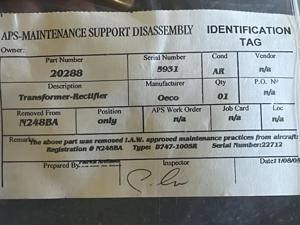 APS-MAINTENANCE SUPPORT DISASSEMBLY
IDENTIFICATION TAG
Owner:
Part Number Serial Number Cond Vendor
20288 5931 AR n/a
Description Manufacturer Qty P.O. Nº
Transformer-Rectifier Oeco 01 n/a
Removed From Position APS Work Order Job Card Loc
N248BA only n/a n/a n/a
Remarks The above part was removed I.A.W. approved maintenance practices from aircraft:
Registration # N248BA Type: B747-100SR Serial Number:22712
Prepared By Inspector